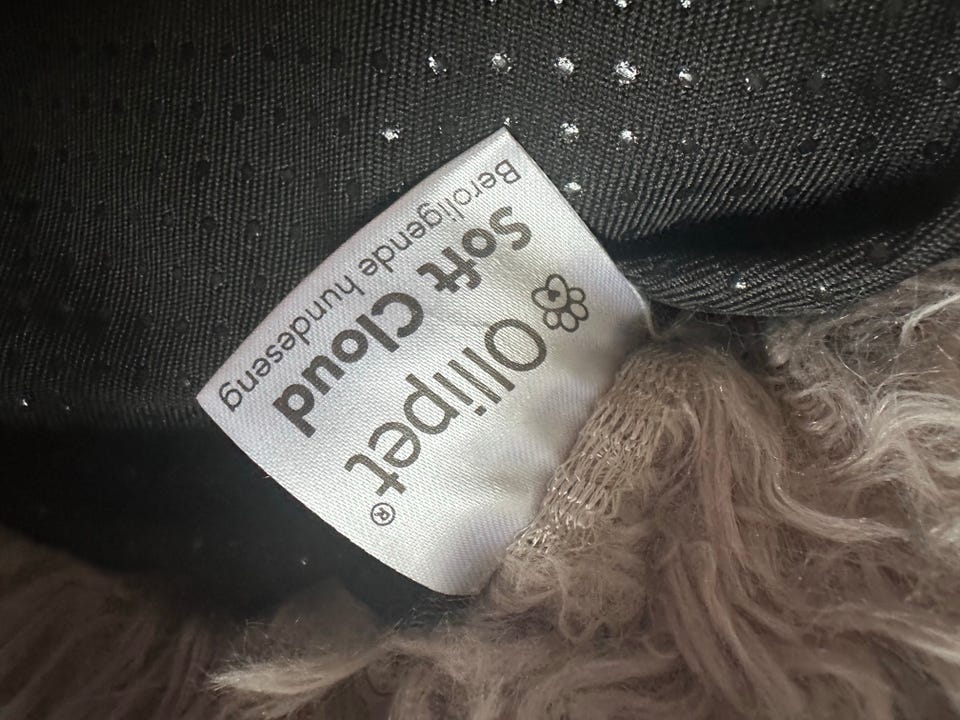 Ollipet®
Soft Cloud
Beroligende hundeseng